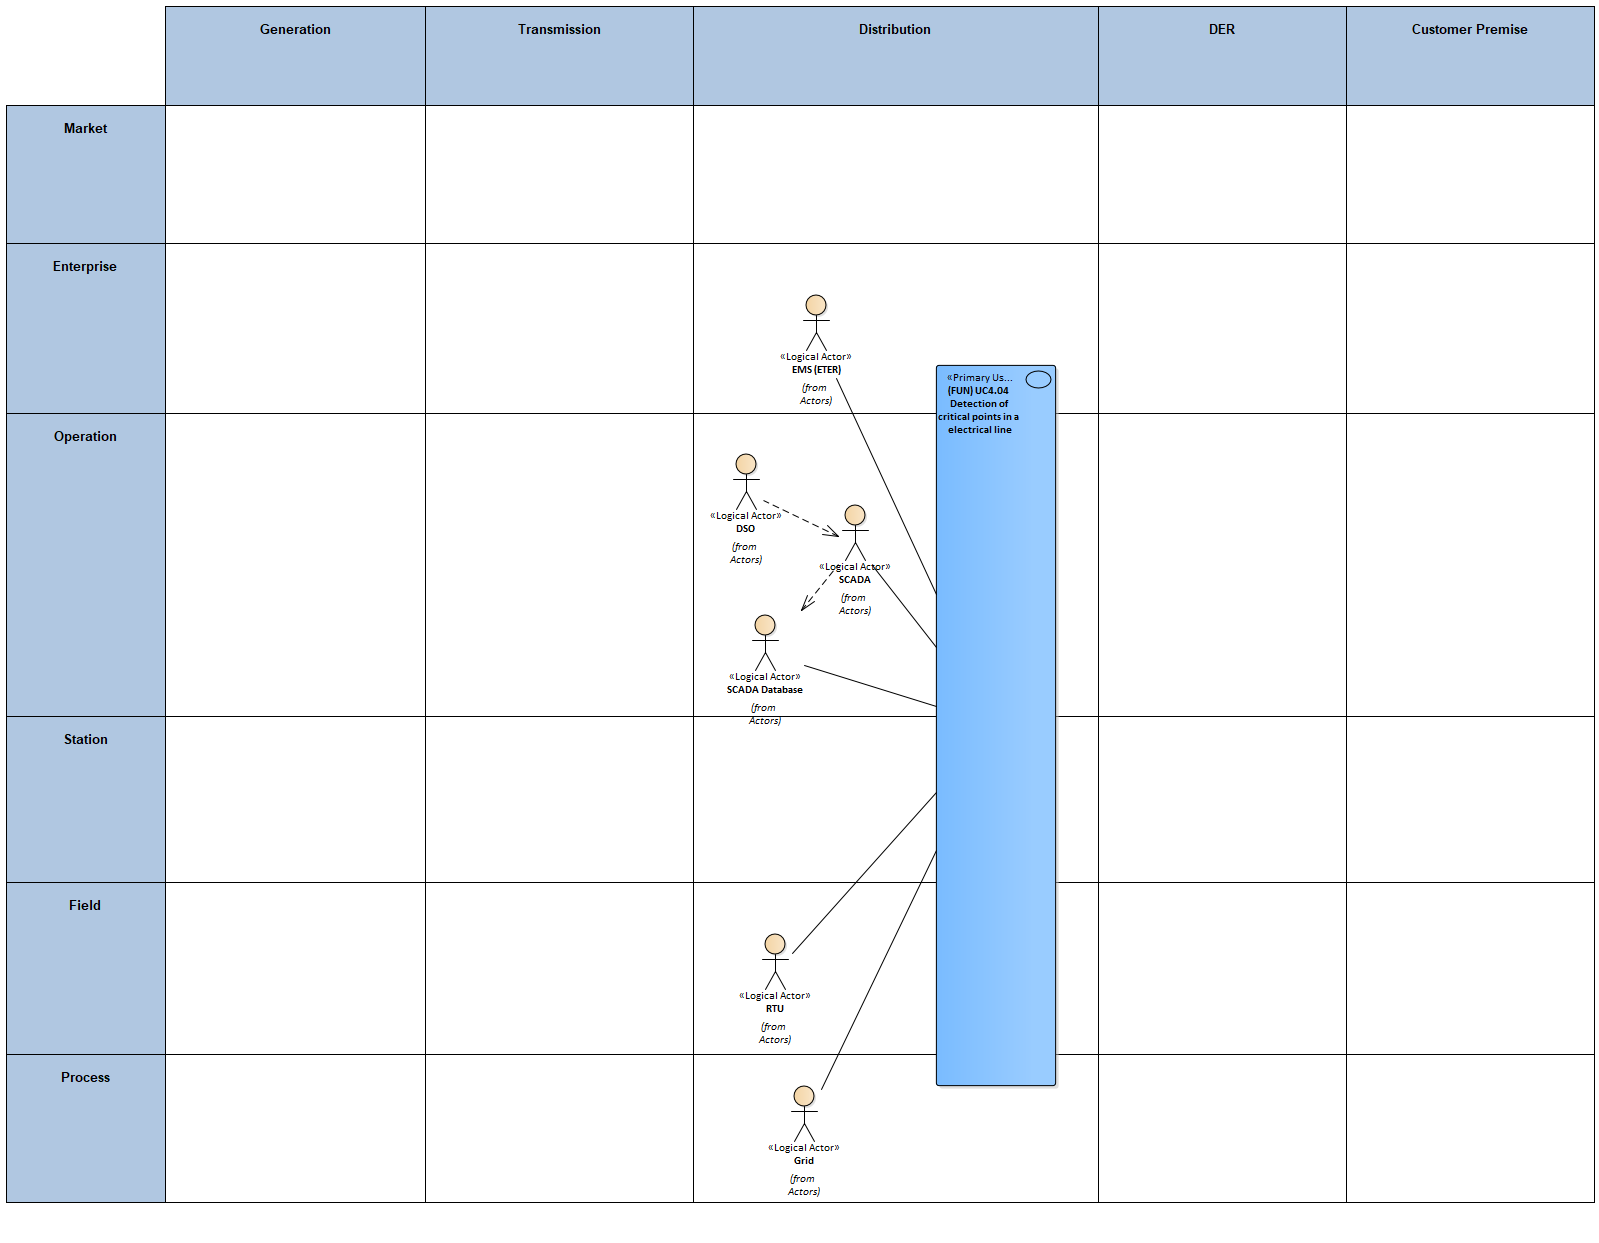 Generation
Transmission
Distribution
DER
Customer Premise
Market
Enterprise
«Logical Actor»
EMS (ETER)
(from
Actors)
«Primary Us...
(FUN) UC4.04
Detection of
critical points in a
electrical line
Operation
«Logical Actor»
DSO
(from
Actors)
«Logical Actor»
SCADA
(from
Actors)
«Logical Actor»
SCADA Database
(from
Actors)
Station
Field
«Logical Actor»
RTU
(from
Actors)
Process
«Logical Actor»
Grid
(from
Actors)